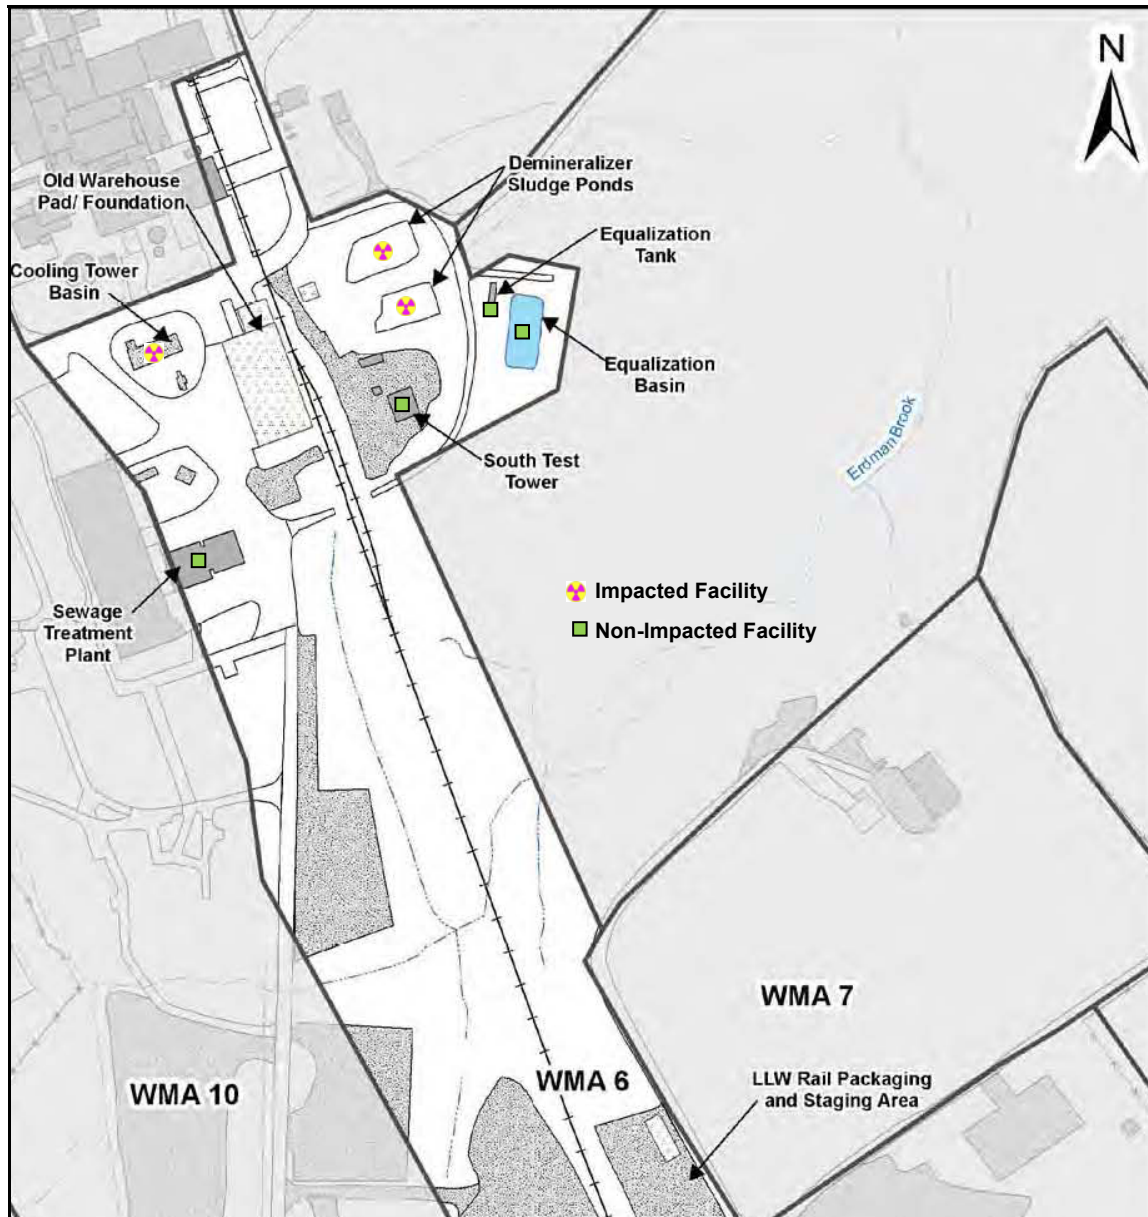 N
Demineralizer
Sludge Ponds
Old Warehouse
Pad/ Foundation
Equalization
Tank
Cooling Tower
Basin
Equalization
Basin
Erdman Brook
South Test
Tower
Impacted Facility
Non-Impacted Facility
Sewage
Treatment
Plant
WMA 7
WMA 6
LLW Rail Packaging
and Staging Area
WMA 10